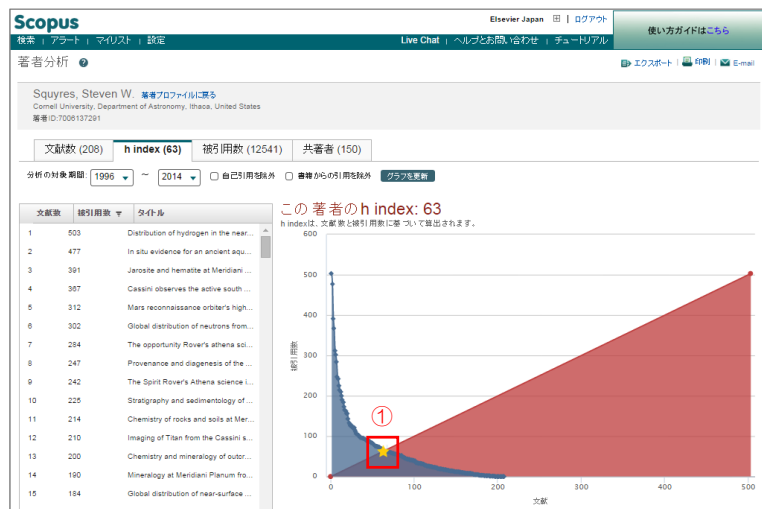 Scopus
Elsevier Japan | ログアウト
使い方ガイドはこちら
検索 | アラート | マイリスト | 設定
Live Chat | ヘルプとお問い合わせ | チュートリアル
著者分析
エクスポート | 印刷 | E-mail
Squyres, Steven W. 著者プロファイルに戻る
Cornell University, Department of Astronomy, Ithaca, United States
著者ID:7006137291
文献数 (208) h index (63) 被引用数 (12541) 共著者 (150)
分析の対象期間: 1996 ~ 2014 自己引用を除外 書籍からの引用を除外 グラフを更新
文献数 被引用数 タイトル
1 503 Distribution of hydrogen in the near...
2 477 In situ evidence for an ancient aqu...
3 391 Jarosite and hematite at Meridiani ...
4 367 Cassini observes the active south ...
5 312 Mars reconnaissance orbiter's high...
6 302 Global distribution of neutrons from...
7 284 The opportunity Rover's athena sci...
8 247 Provenance and diagenesis of the ...
9 242 The Spirit Rover's Athena science i...
10 225 Stratigraphy and sedimentology of ...
11 214 Chemistry of rocks and soils at Mer...
12 210 Imaging of Titan from the Cassini s...
13 200 Chemistry and mineralogy of outor...
14 190 Mineralogy at Meridiani Planum fro...
15 184 Global distribution of near-surface ...
この著者のh index: 63
h indexは、文献数と被引用数に基づいて算出されます。
600
500
400
300
200
100
0
被引用数
①
0 100 200 300 400 500
文献